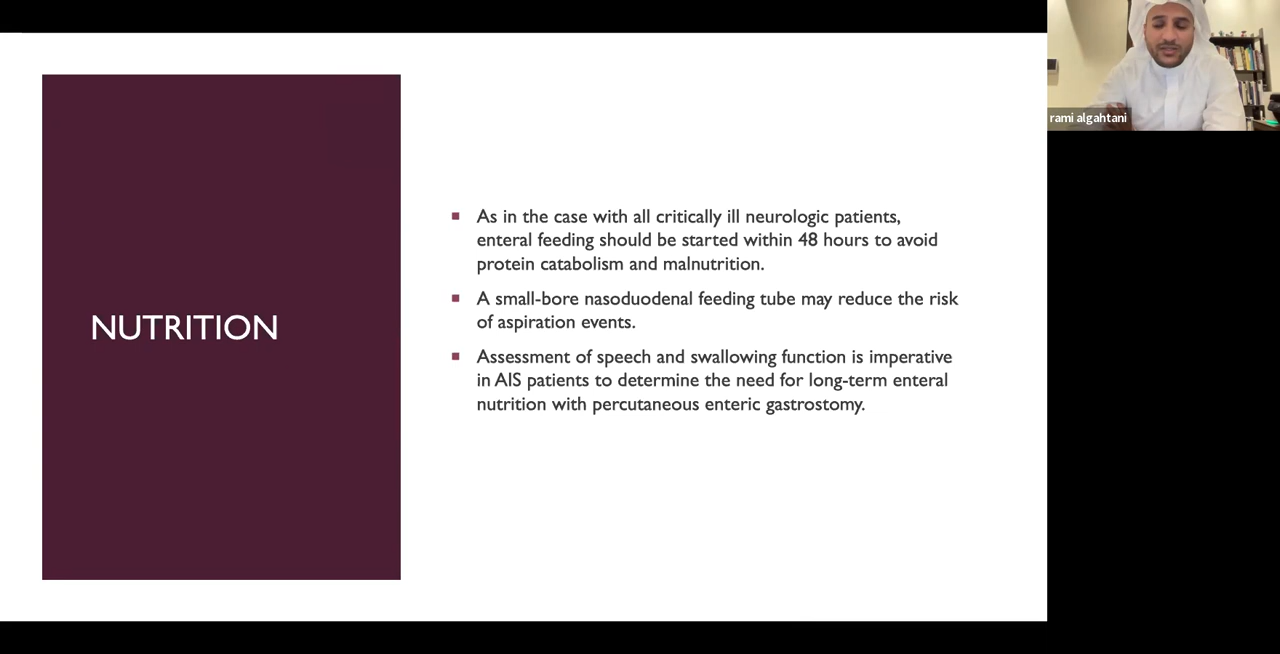 NUTRITION
▪ As in the case with all critically ill neurologic patients,
enteral feeding should be started within 48 hours to avoid
protein catabolism and malnutrition.
▪ A small-bore nasoduodenal feeding tube may reduce the risk
of aspiration events.
▪ Assessment of speech and swallowing function is imperative
in AIS patients to determine the need for long-term enteral
nutrition with percutaneous enteric gastrostomy.
rami algahtani